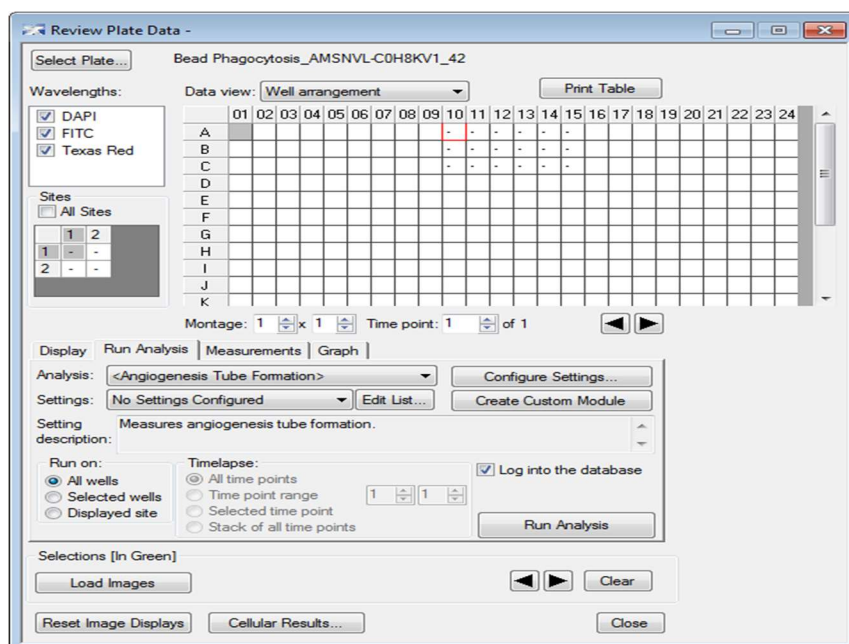 Review Plate Data -
Select Plate... Bead Phagocytosis_AMSNVL-C0H8KV1_42
Wavelengths: Data view: Well arrangement Print Table
DAPI
FITC
Texas Red
01 02 03 04 05 06 07 08 09 10 11 12 13 14 15 16 17 18 19 20 21 22 23 24
A - - - - - -
B - - - - - -
C - - - - - -
D
E
F
G
H
I
J
K
Sites
All Sites
1 2
1 - -
2 - -
Montage: 1 x 1 Time point: 1 of 1
Display Run Analysis Measurements Graph
Analysis: <Angiogenesis Tube Formation> Configure Settings...
Settings: No Settings Configured Edit List... Create Custom Module
Setting description: Measures angiogenesis tube formation.
Run on:
All wells
Selected wells
Displayed site
Timelapse:
All time points
Time point range 1 1
Selected time point
Stack of all time points
Log into the database
Run Analysis
Selections [In Green]
Load Images Clear
Reset Image Displays Cellular Results... Close